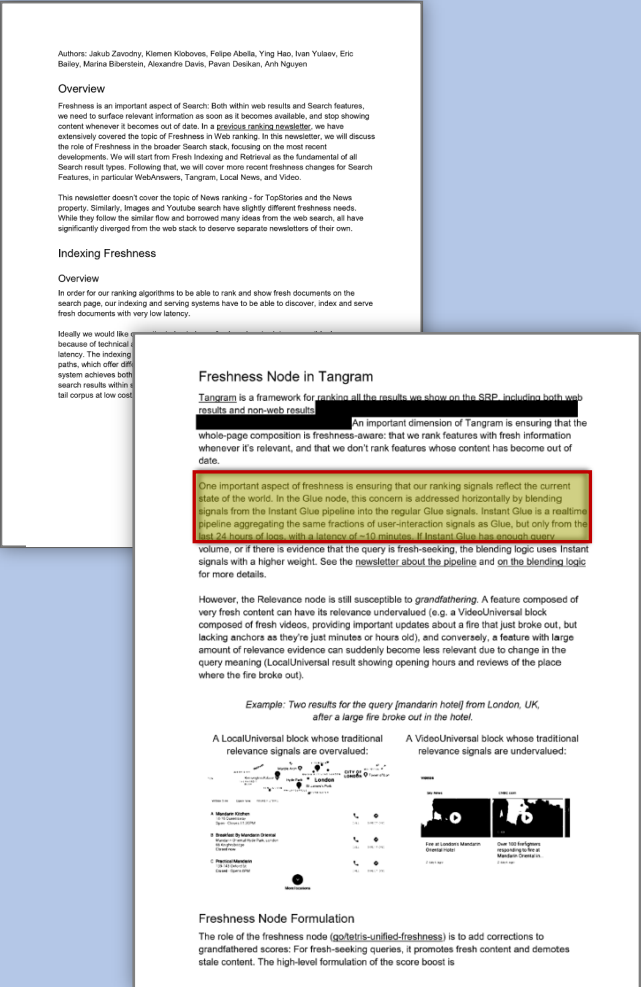 Authors: Jakub Zavodny, Klemen Kloboves, Felipe Abella, Ying Hao, Ivan Yulaev, Eric
Bailey, Marina Biberstein, Alexandre Davis, Pavan Desikan, Anh Nguyen
Overview
Freshness is an important aspect of Search: Both within web results and Search features,
we need to surface relevant information as soon as it becomes available, and stop showing
content whenever it becomes out of date. In a previous ranking newsletter, we have
extensively covered the topic of Freshness in Web ranking. In this newsletter, we will discuss
the role of Freshness in the broader Search stack, focusing on the most recent
developments. We will start from Fresh Indexing and Retrieval as the fundamental of all
Search result types. Following that, we will cover more recent freshness changes for Search
Features, in particular WebAnswers, Tangram, Local News, and Video.
This newsletter doesn't cover the topic of News ranking - for TopStories and the News
property. Similarly, Images and Youtube search have slightly different freshness needs.
While they follow the similar flow and borrowed many ideas from the web search, all have
significantly diverged from the web stack to deserve separate newsletters of their own.
Indexing Freshness
Overview
In order for our ranking algorithms to be able to rank and show fresh documents on the
search page, our indexing and serving systems have to be able to discover, index and serve
fresh documents with very low latency.
Ideally we would like
because of technical
latency. The indexing
paths, which offer
system achieves both
search results within
tail corpus at low cost
Freshness Node in Tangram
Tangram is a framework for ranking all the results we show on the SRP, including both web
results and non-web results
An important dimension of Tangram is ensuring that the
whole-page composition is freshness-aware: that we rank features with fresh information
whenever it's relevant, and that we don't rank features whose content has become out of
date.
One important aspect of freshness is ensuring that our ranking signals reflect the current
state of the world. In the Glue node, this concern is addressed horizontally by blending
signals from the Instant Glue pipeline into the regular Glue signals. Instant Glue is a realtime
pipeline aggregating the same fractions of user-interaction signals as Glue, but only from the
last 24 hours of logs, with a latency of ~10 minutes. If Instant Glue has enough query
volume, or if there is evidence that the query is fresh-seeking, the blending logic uses Instant
signals with a higher weight. See the newsletter about the pipeline and on the blending logic
for more details.
However, the Relevance node is still susceptible to grandfathering. A feature composed of
very fresh content can have its relevance undervalued (e.g. a VideoUniversal block
composed of fresh videos, providing important updates about a fire that just broke out, but
lacking anchors as they're just minutes or hours old), and conversely, a feature with large
amount of relevance evidence can suddenly become less relevant due to change in the
query meaning (LocalUniversal result showing opening hours and reviews of the place
where the fire broke out).
Example: Two results for the query [mandarin hotel] from London, UK,
after a large fire broke out in the hotel.
A LocalUniversal block whose traditional
relevance signals are overvalued:
A VideoUniversal block whose traditional
relevance signals are undervalued:
London
CITY OF
LONDON
Hyde Park
A Mandarin Kitchen
B Breakfast By Mandarin Oriental
C Practical Mandarin
More locations
Fire at London's Mandarin
Oriental Hotel
Over 100 firefighters
responding to fire at
Mandarin Oriental in
Freshness Node Formulation
The role of the freshness node (go/tetris-unified-freshness) is to add corrections to
grandfathered scores: For fresh-seeking queries, it promotes fresh content and demotes
stale content. The high-level formulation of the score boost is